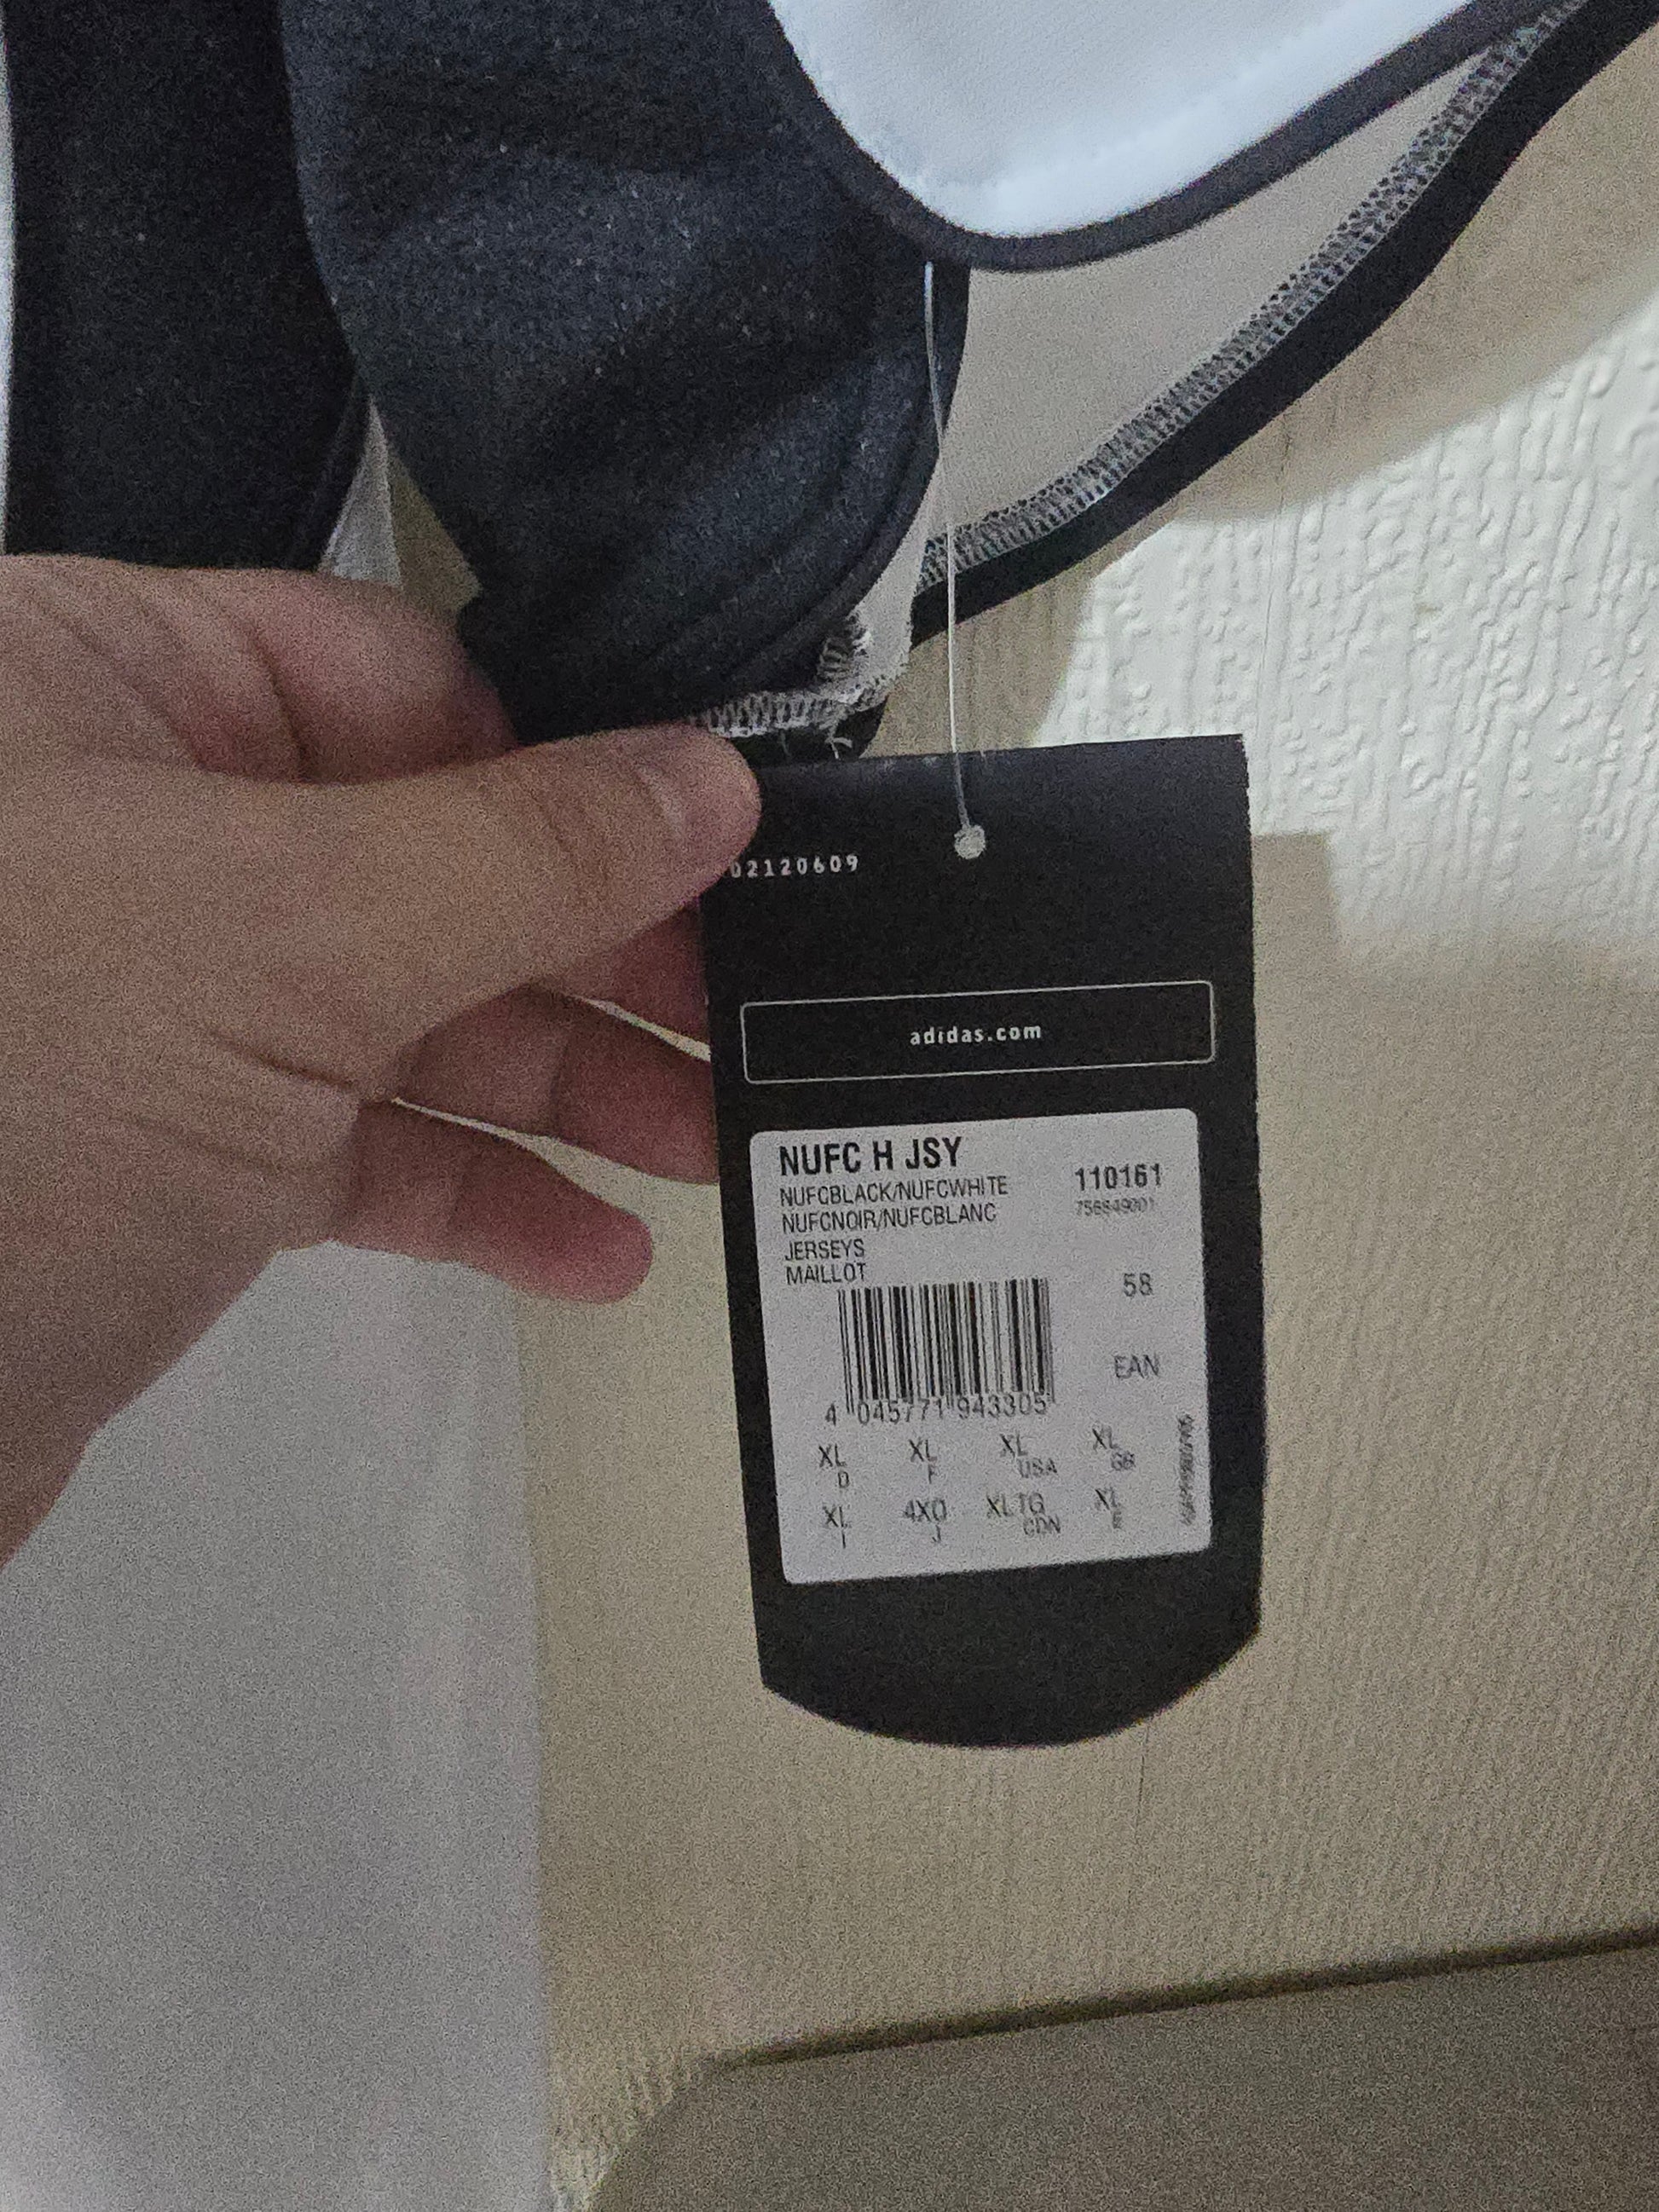 02120609
adidas.com
NUFC H JSY
110161
NUFCBLACK/NUFCWHITE
NUFCNOIR/NUFCBLANC
JERSEYS
MAILLOT
58
EAN
4 045771 943305
XL D XL F XL USA XL GB
XL I 4XO J XLTG CDN XL E